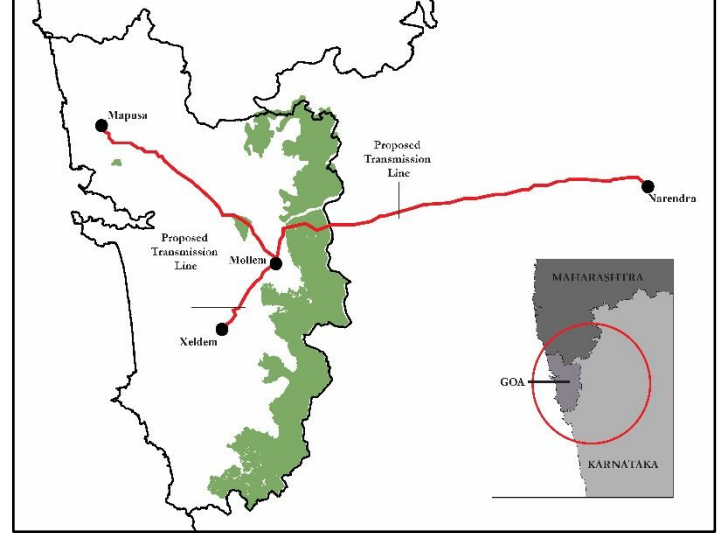 Mapusa
Proposed
Transmission
Line
Narendra
Proposed
Transmission
Line
Mollem
Xeldem
MAHARASHTRA
GOA
KARNATAKA